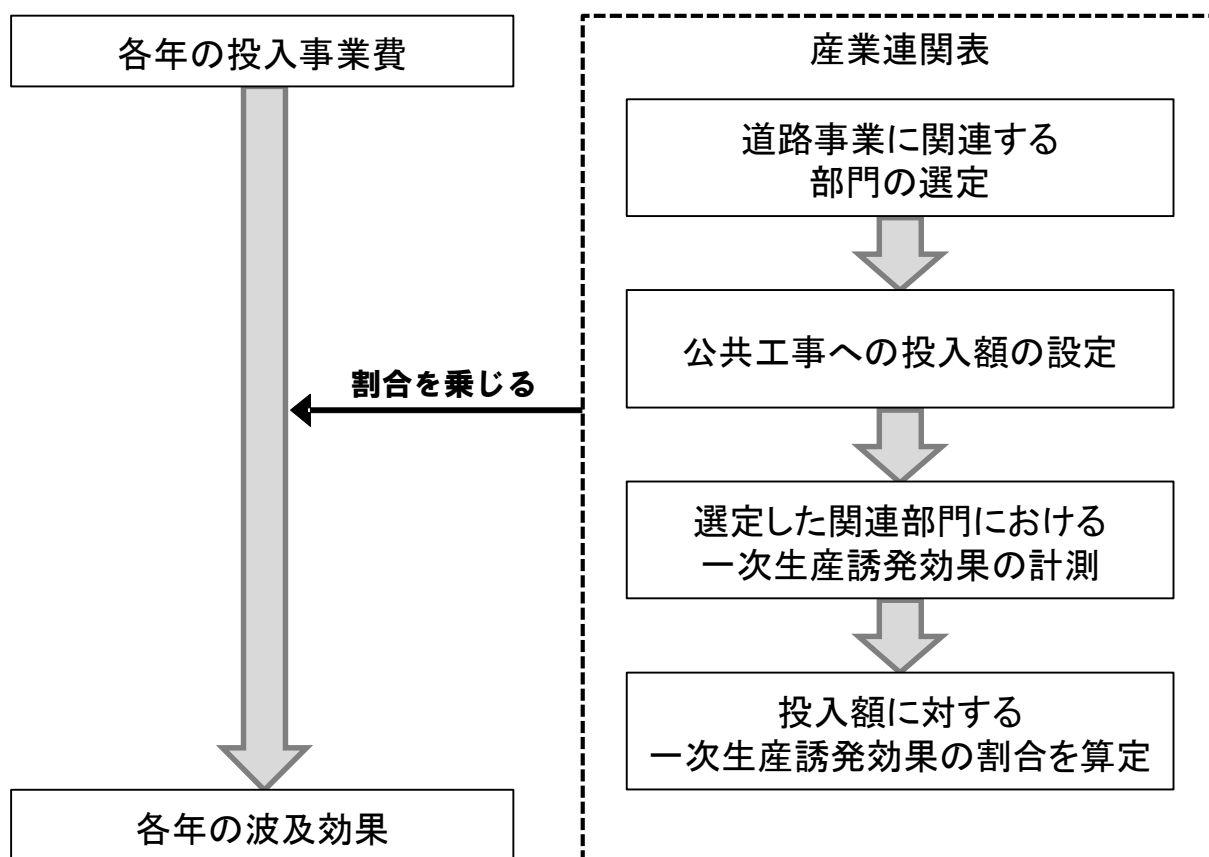 各年の投入事業費
割合を乗じる
各年の波及効果
産業連関表
道路事業に関連する
部門の選定
公共工事への投入額の設定
選定した関連部門における
一次生産誘発効果の計測
投入額に対する
一次生産誘発効果の割合を算定